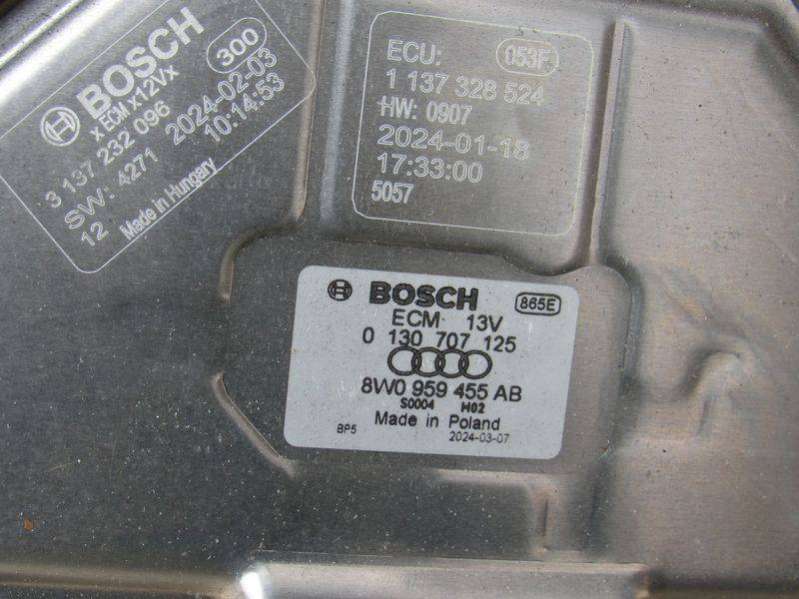 BOSCH
300
x ECM x12Vx
3 137 232 096
SW: 4271 2024-02-03
12 10:14:53
Made in Hungary
ECU: 053F
1 137 328 524
HW: 0907
2024-01-18
17:33:00
5057
BOSCH 865E
ECM 13V
0 130 707 125
8W0 959 455 AB
S0004 H02
Made in Poland
BP5 2024-03-07